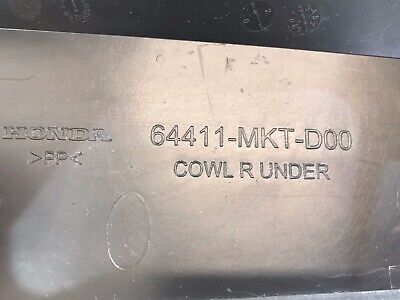 HONDA 64411-MKT-D00
>PP< COWL R UNDER